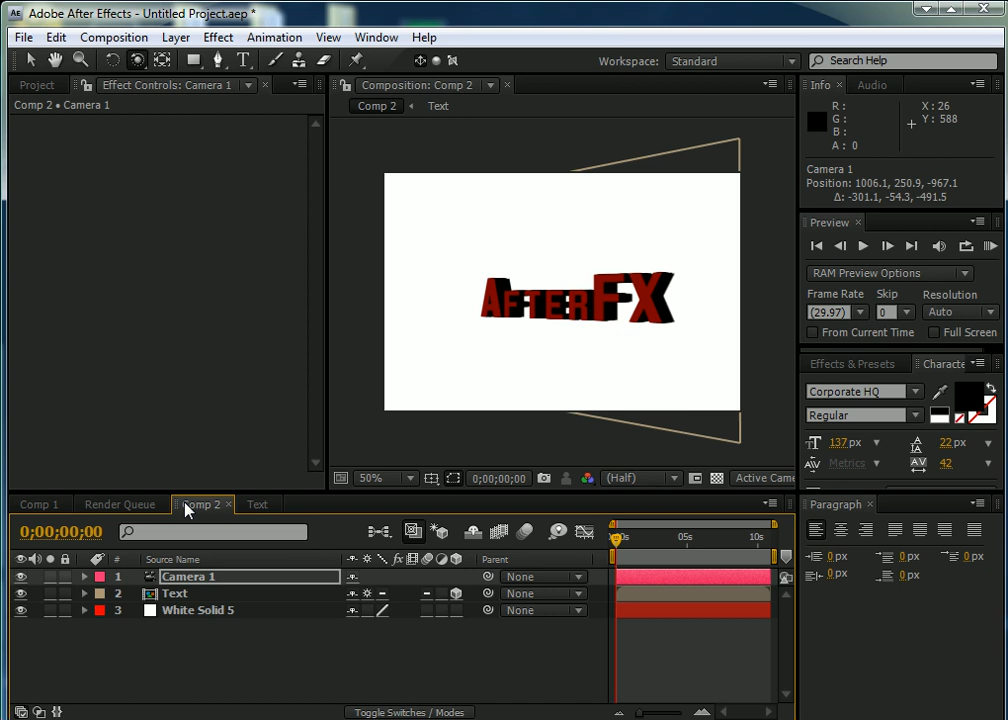 Adobe After Effects - Untitled Project.aep *
File Edit Composition Layer Effect Animation View Window Help
Workspace: Standard Search Help
Project Effect Controls: Camera 1 Composition: Comp 2 Info Audio
Comp 2 • Camera 1
Comp 2 Text
R :
G :
B :
A : 0
X : 26
Y : 588
Camera 1
Position: 1006.1, 250.9, -967.1
Δ: -301.1, -54.3, -491.5
Preview
RAM Preview Options
Frame Rate Skip Resolution
(29.97) 0 Auto
From Current Time Full Screen
AFTERFX
Effects & Presets Characte
Corporate HQ
Regular
137 px 22 px
Metrics 42
50% 0;00;00;00 (Half) Active Came
Comp 1 Render Queue Comp 2 Text
Paragraph
0;00;00;00
05s 10s
# Source Name Parent
1 Camera 1 None
2 Text None
3 White Solid 5 None
0 px 0 px 0 px
0 px 0 px
Toggle Switches / Modes